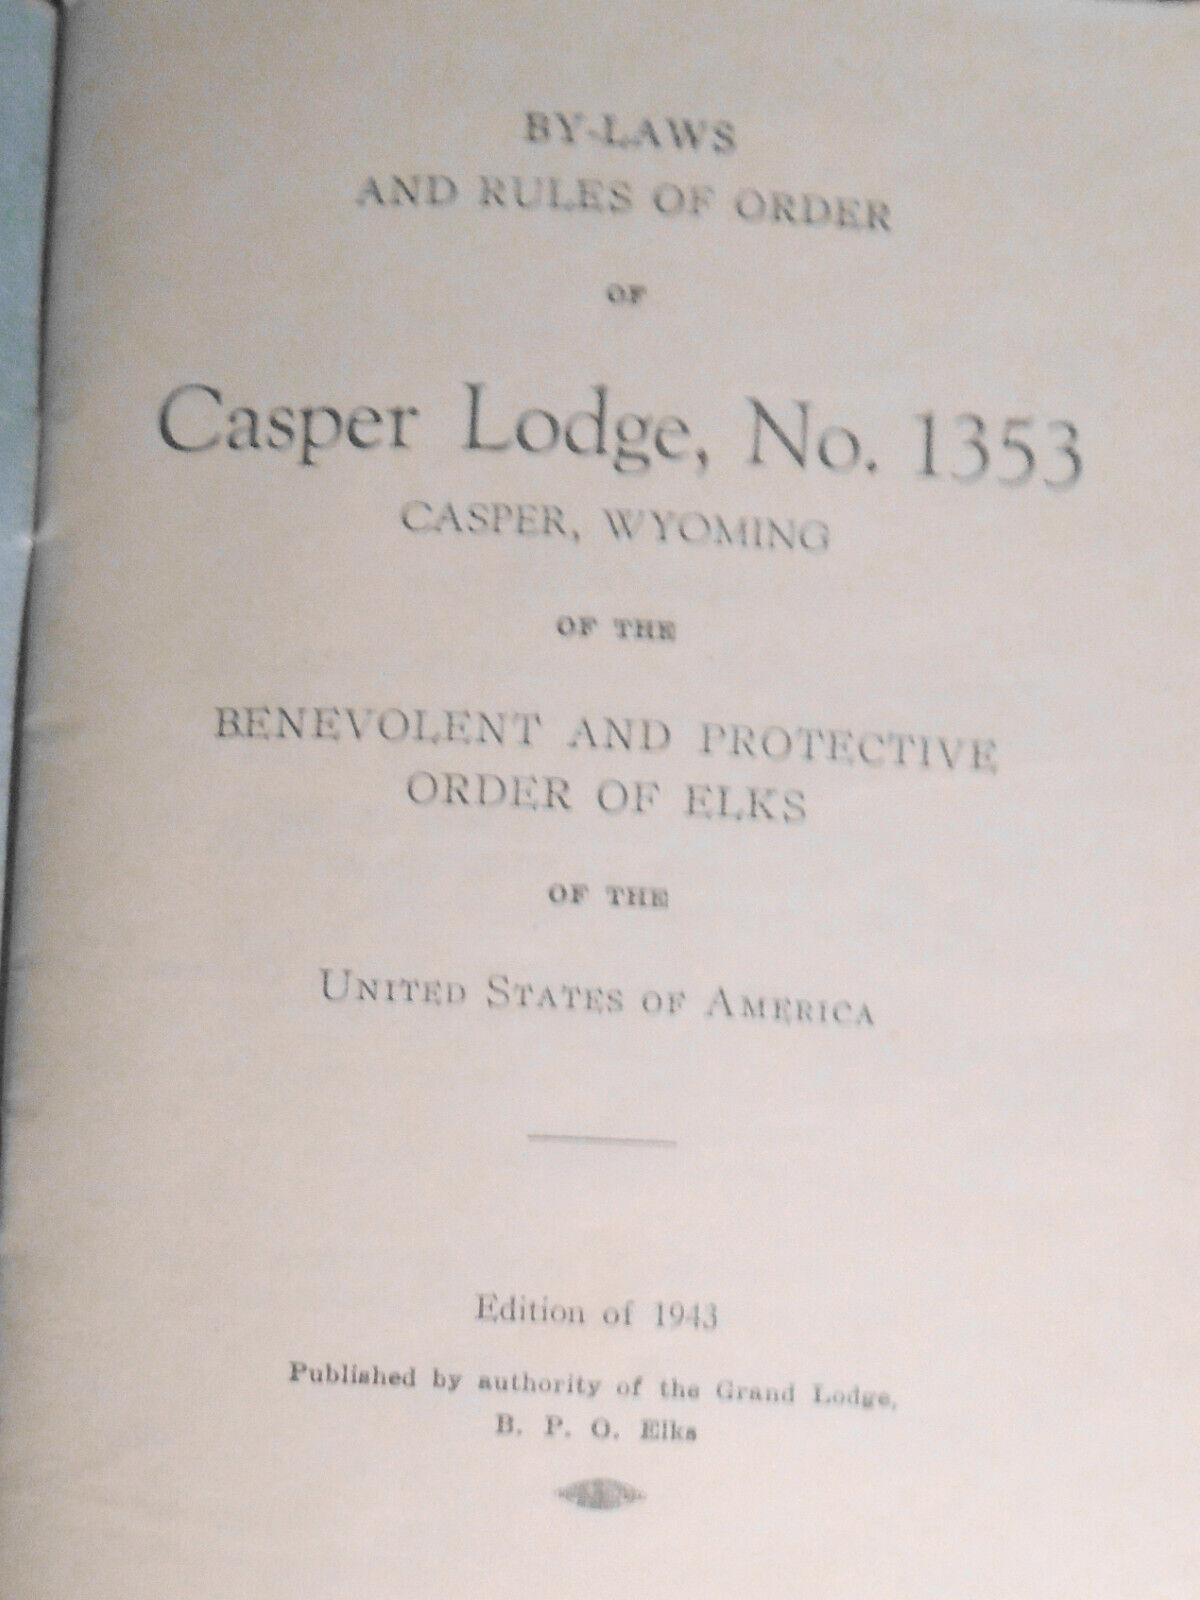 BY-LAWS
AND RULES OF ORDER
OF
Casper Lodge, No. 1353
CASPER, WYOMING
OF THE
BENEVOLENT AND PROTECTIVE
ORDER OF ELKS
OF THE
UNITED STATES OF AMERICA
Edition of 1943
Published by authority of the Grand Lodge,
B. P. O. Elks